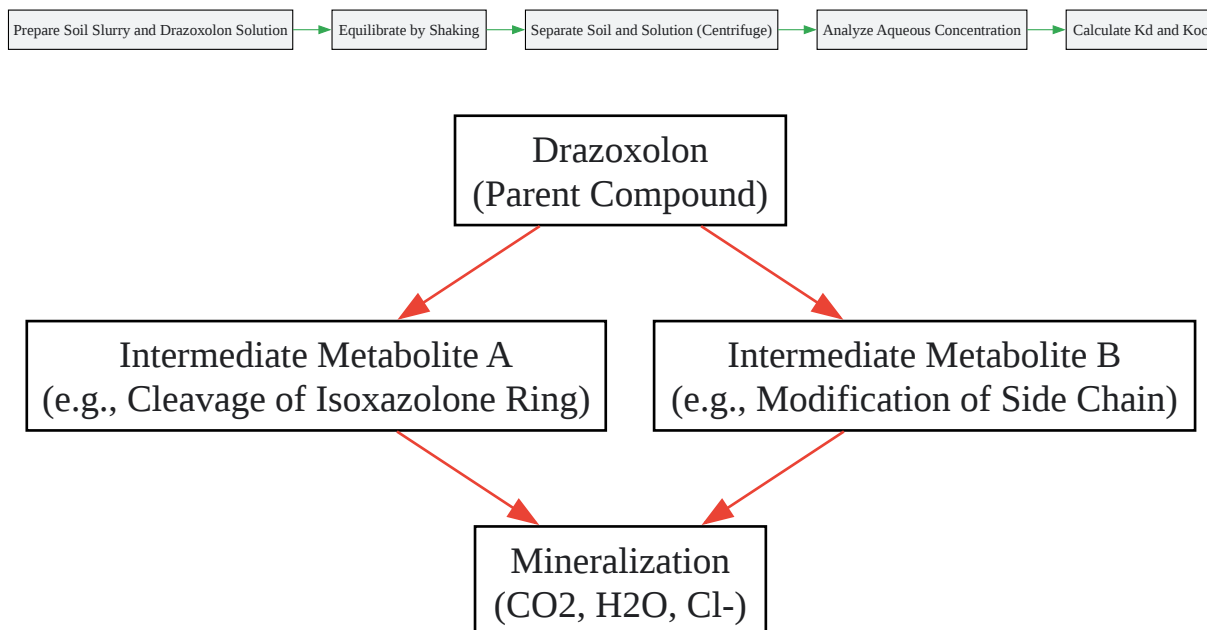 Prepare Soil Slurry and Drazoxolon Solution
Equilibrate by Shaking
Separate Soil and Solution (Centrifuge)
Analyze Aqueous Concentration
Calculate Kd and Koc
Drazoxolon
(Parent Compound)
Intermediate Metabolite A
(e.g., Cleavage of Isoxazolone Ring)
Intermediate Metabolite B
(e.g., Modification of Side Chain)
Mineralization
(CO2, H2O, Cl-)